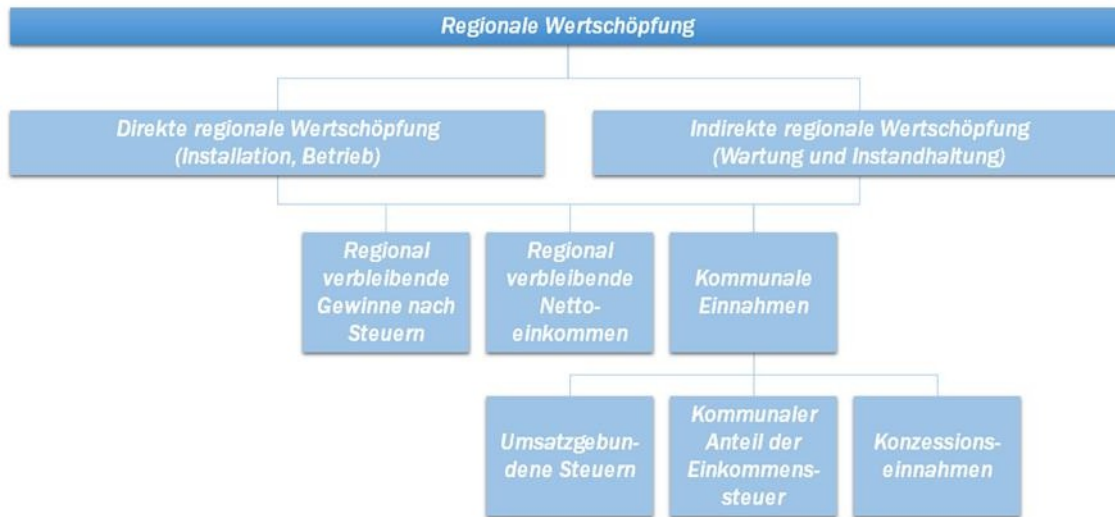 Regionale Wertschöpfung
Direkte regionale Wertschöpfung
(Installation, Betrieb)
Indirekte regionale Wertschöpfung
(Wartung und Instandhaltung)
Regional
verbleibende
Gewinne nach
Steuern
Regional
verbleibende
Netto-
einkommen
Kommunale
Einnahmen
Umsatzgebun-
dene Steuern
Kommunaler
Anteil der
Einkommens-
steuer
Konzessions-
einnahmen